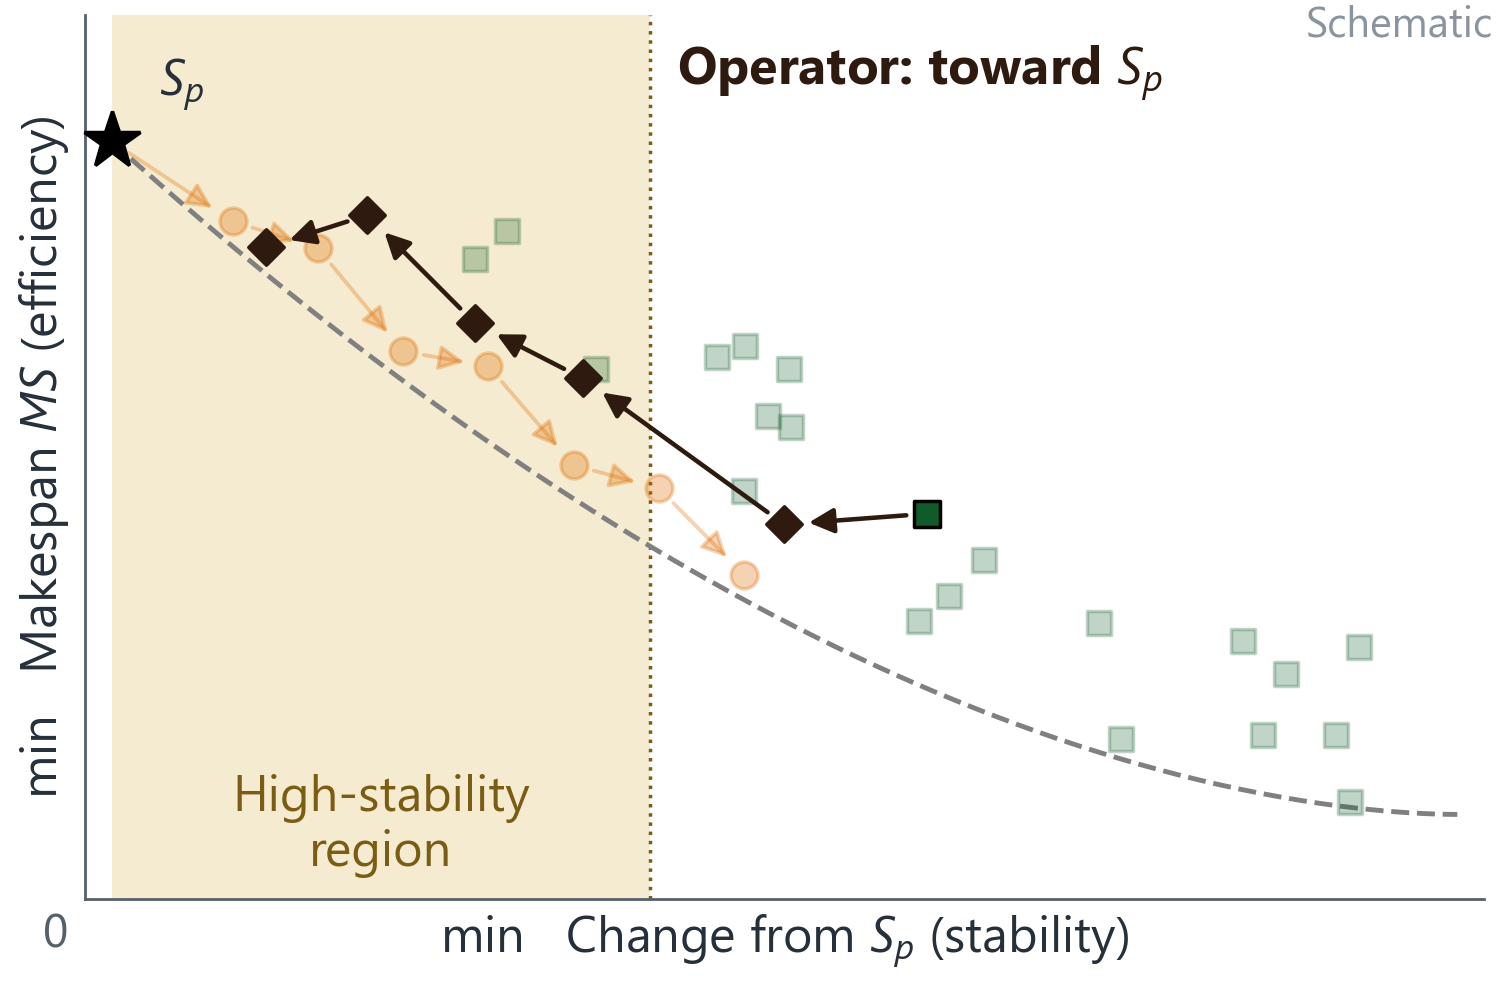 Schematic
Operator: toward Sₚ
Sₚ
min Makespan MS (efficiency)
High-stability
region
0
min Change from Sₚ (stability)